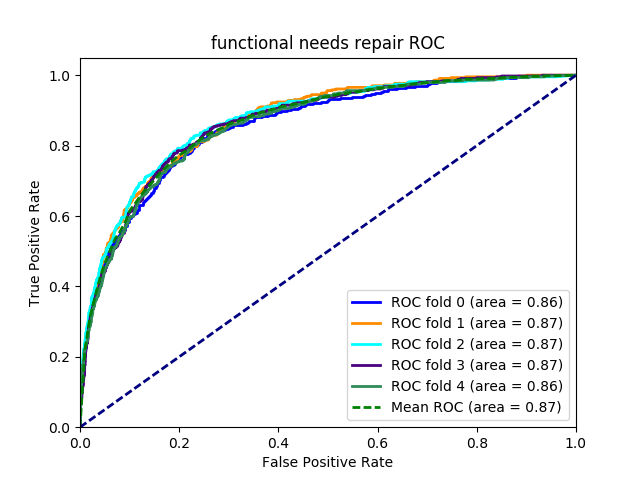 functional needs repair ROC
True Positive Rate
1.0
0.8
0.6
0.4
0.2
0.0
ROC fold 0 (area = 0.86)
ROC fold 1 (area = 0.87)
ROC fold 2 (area = 0.87)
ROC fold 3 (area = 0.87)
ROC fold 4 (area = 0.86)
Mean ROC (area = 0.87)
0.0 0.2 0.4 0.6 0.8 1.0
False Positive Rate